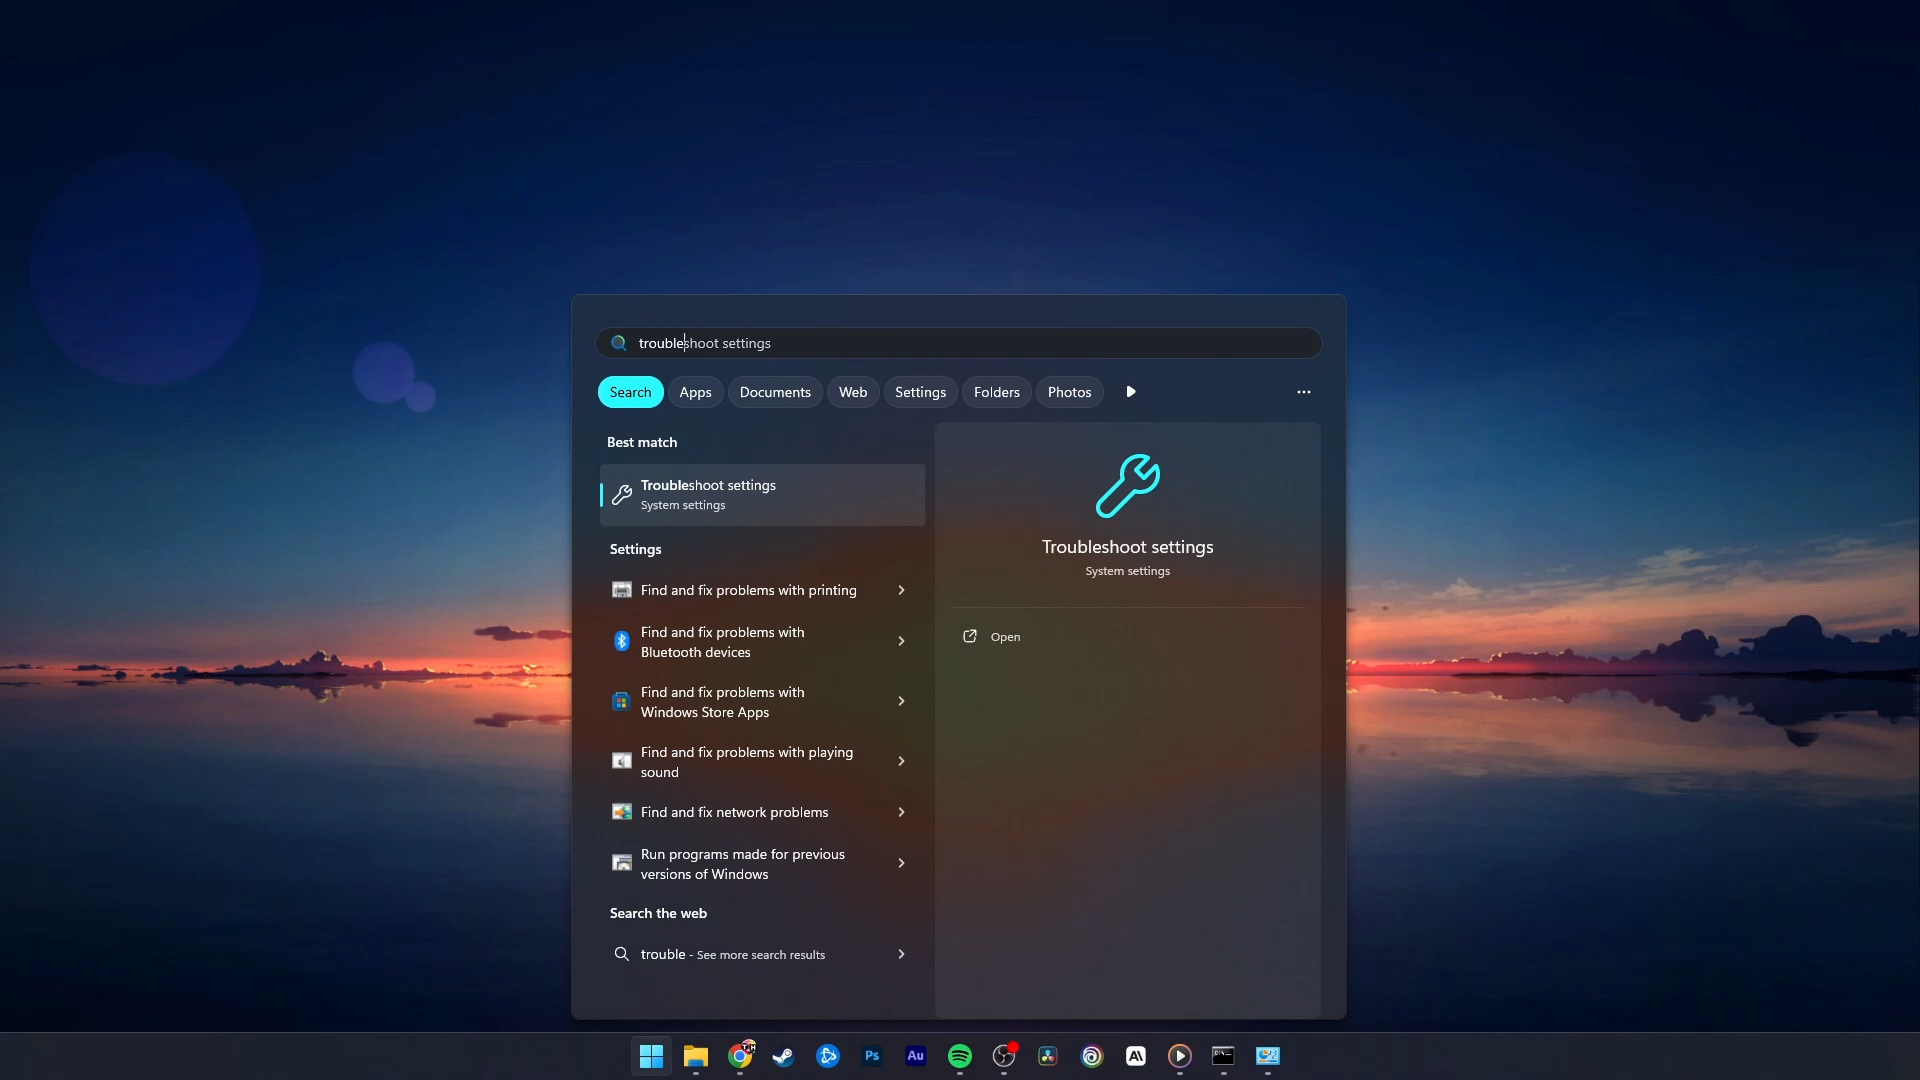 troubleshoot settings
Search Apps Documents Web Settings Folders Photos
Best match
Troubleshoot settings
System settings
Settings
Find and fix problems with printing
Find and fix problems with
Bluetooth devices
Find and fix problems with
Windows Store Apps
Find and fix problems with playing
sound
Find and fix network problems
Run programs made for previous
versions of Windows
Search the web
trouble - See more search results
Troubleshoot settings
System settings
Open
Ps Au